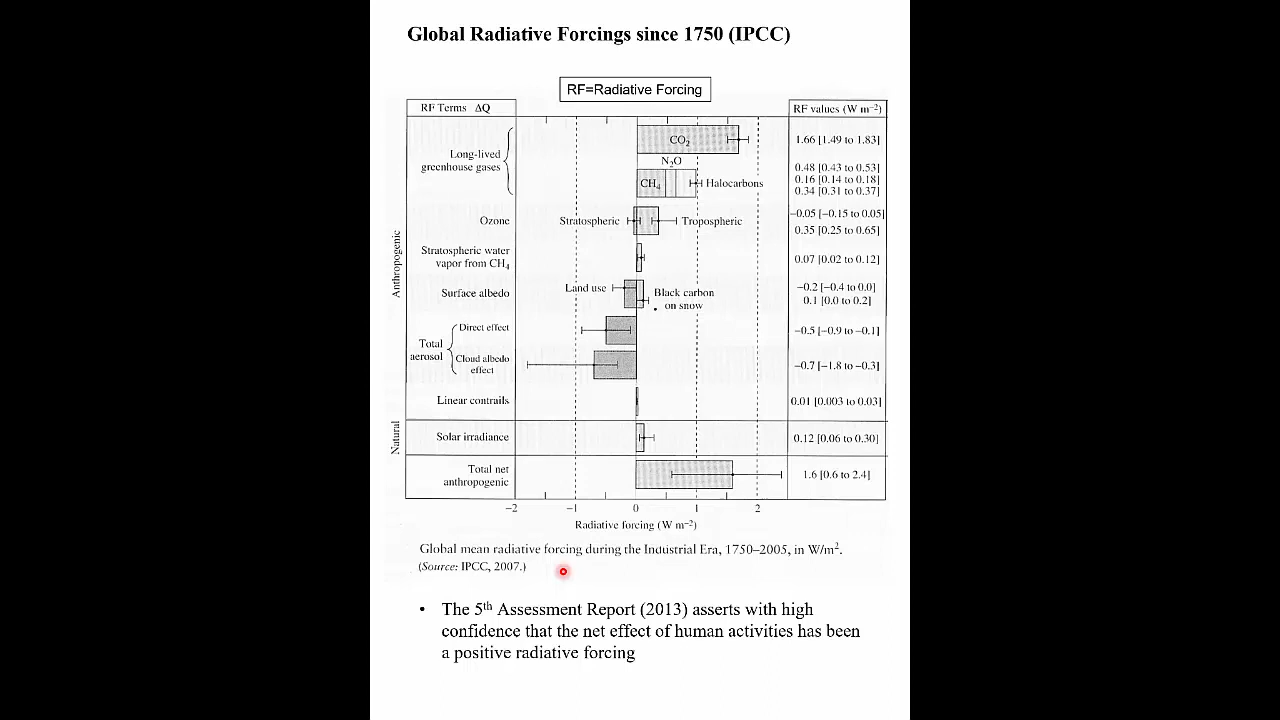 Global Radiative Forcings since 1750 (IPCC)
RF=Radiative Forcing
RF Terms ΔQ
RF values (W m⁻²)
Anthropogenic
Long-lived
greenhouse gases
CO₂
1.66 [1.49 to 1.83]
N₂O
CH₄
Halocarbons
0.48 [0.43 to 0.53]
0.16 [0.14 to 0.18]
0.34 [0.31 to 0.37]
Ozone
Stratospheric
Tropospheric
−0.05 [−0.15 to 0.05]
0.35 [0.25 to 0.65]
Stratospheric water
vapor from CH₄
0.07 [0.02 to 0.12]
Surface albedo
Land use
Black carbon
on snow
−0.2 [−0.4 to 0.0]
0.1 [0.0 to 0.2]
Total
aerosol
Direct effect
−0.5 [−0.9 to −0.1]
Cloud albedo
effect
−0.7 [−1.8 to −0.3]
Linear contrails
0.01 [0.003 to 0.03]
Natural
Solar irradiance
0.12 [0.06 to 0.30]
Total net
anthropogenic
1.6 [0.6 to 2.4]
−2 −1 0 1 2
Radiative forcing (W m⁻²)
Global mean radiative forcing during the Industrial Era, 1750–2005, in W/m².
(Source: IPCC, 2007.)
• The 5th Assessment Report (2013) asserts with high
confidence that the net effect of human activities has been
a positive radiative forcing